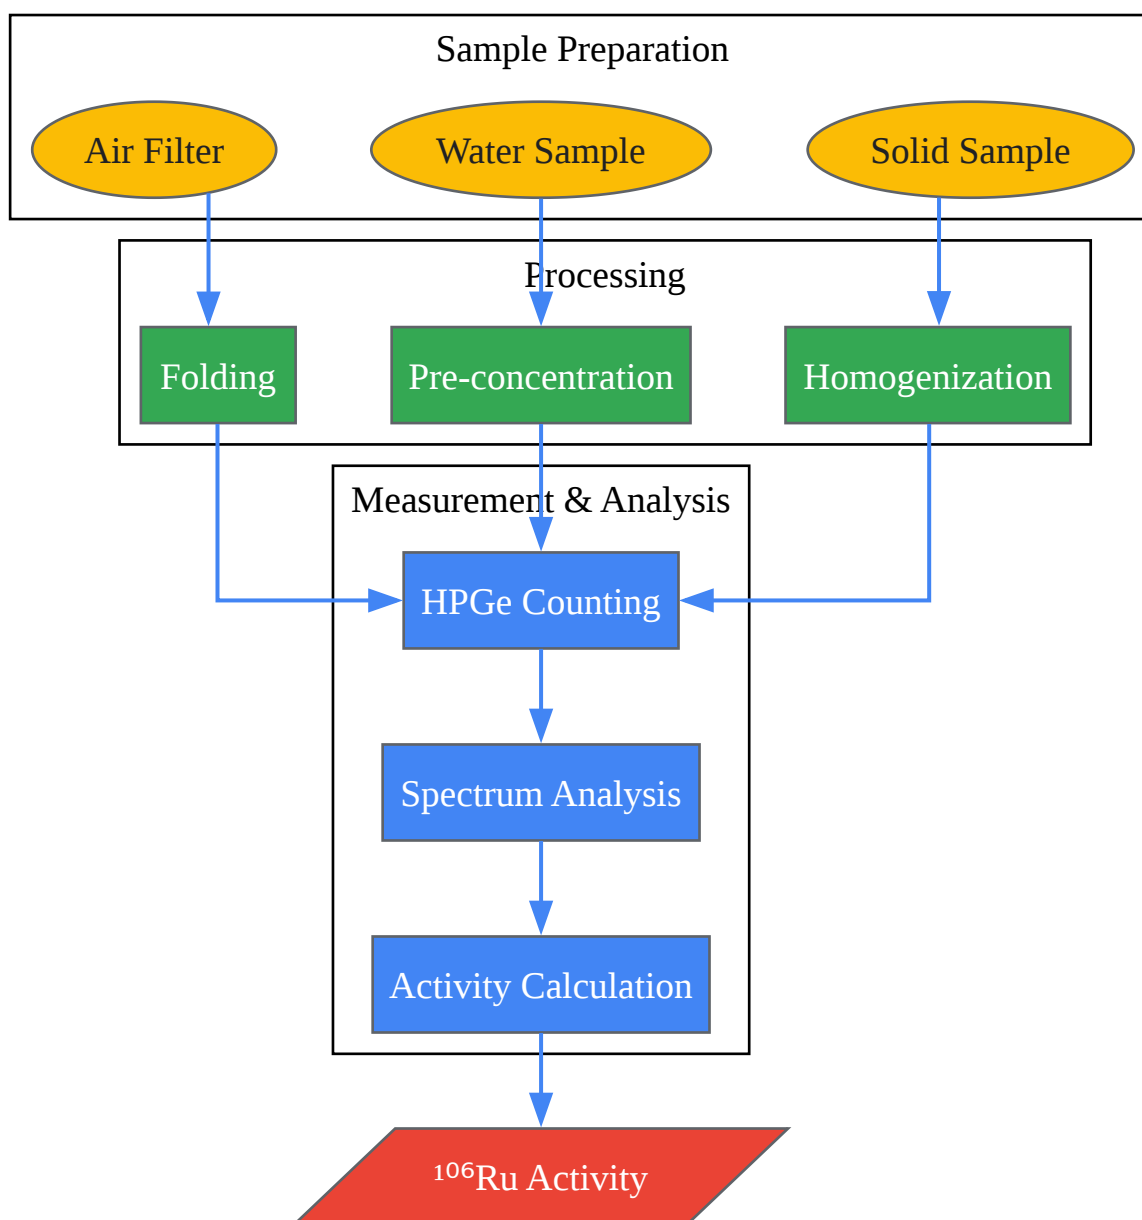 Sample Preparation
Air Filter
Water Sample
Solid Sample
Processing
Folding
Pre-concentration
Homogenization
Measurement & Analysis
HPGe Counting
Spectrum Analysis
Activity Calculation
¹⁰⁶Ru Activity